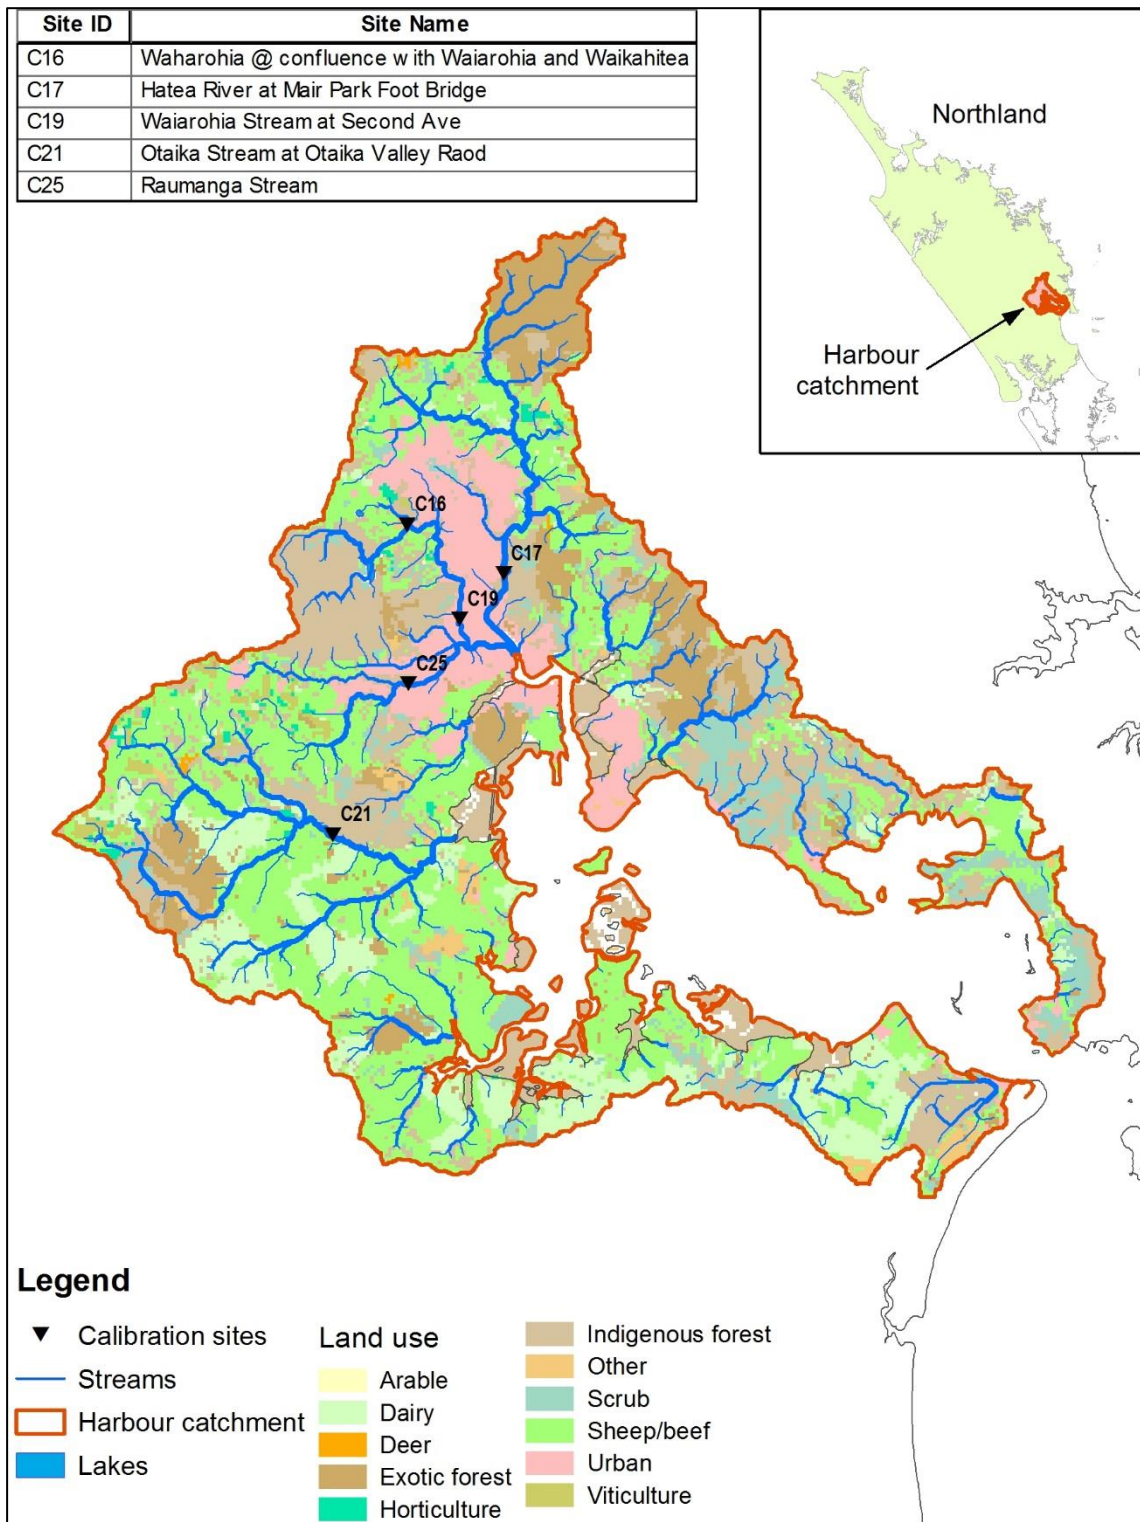 Site ID Site Name
C16 Waharohia @ confluence with Waiarohia and Waikahitea
C17 Hatea River at Mair Park Foot Bridge
C19 Waiarohia Stream at Second Ave
C21 Otaika Stream at Otaika Valley Raod
C25 Raumanga Stream
Northland
Harbour
catchment
C16
C17
C19
C25
C21
Legend
Calibration sites
Streams
Harbour catchment
Lakes
Land use
Arable
Dairy
Deer
Exotic forest
Horticulture
Indigenous forest
Other
Scrub
Sheep/beef
Urban
Viticulture